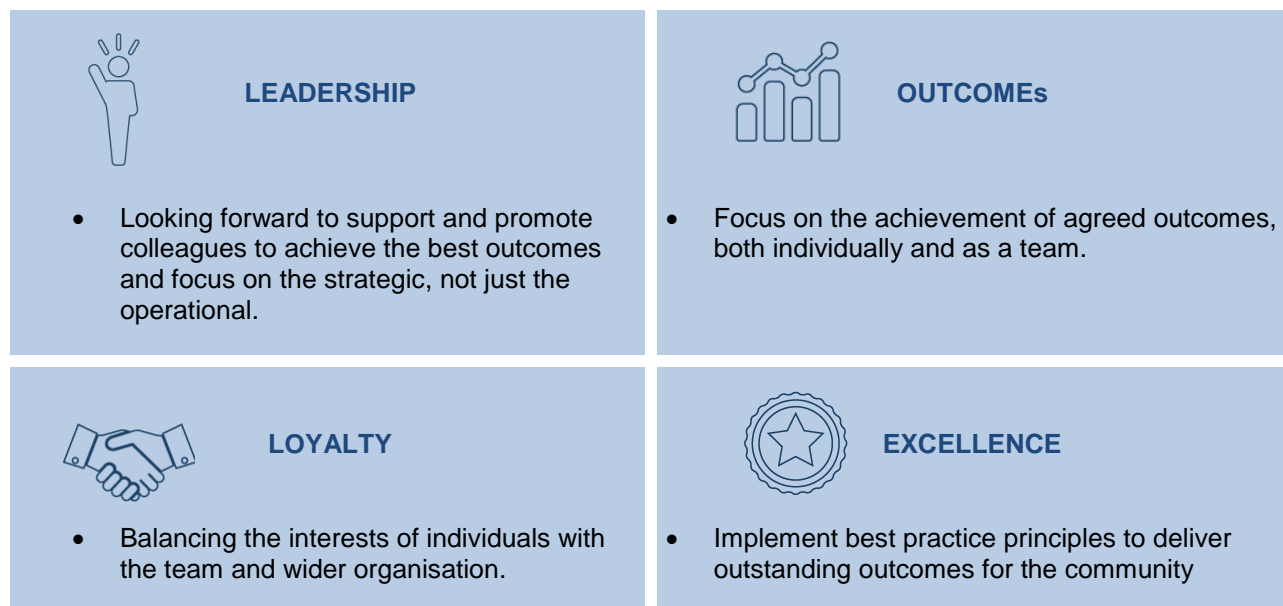 LEADERSHIP
• Looking forward to support and promote
colleagues to achieve the best outcomes
and focus on the strategic, not just the
operational.
OUTCOMEs
• Focus on the achievement of agreed outcomes,
both individually and as a team.
LOYALTY
• Balancing the interests of individuals with
the team and wider organisation.
EXCELLENCE
• Implement best practice principles to deliver
outstanding outcomes for the community